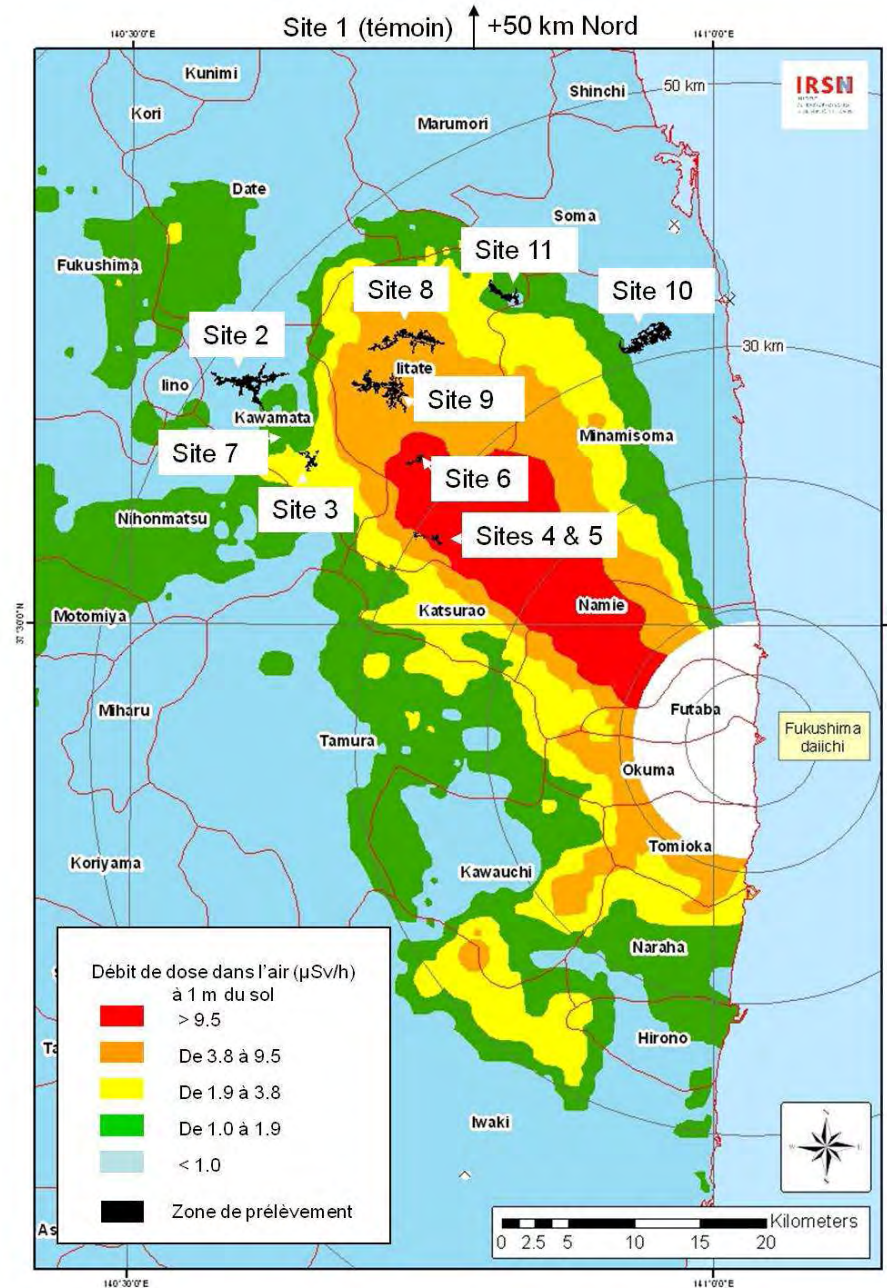 Site 1 (témoin)
+50 km Nord
140°30'0"E
141°0'0"E
Kunimi
Shinchi
50 km
IRSN
Kori
Marumori
Date
Soma
Fukushima
Site 11
Site 8
Site 10
Site 2
30 km
Iino
Iitate
Site 9
Kawamata
Minamisoma
Site 7
Site 6
Site 3
Nihonmatsu
Sites 4 & 5
Motomiya
Katsurao
Namie
Miharu
Futaba
Tamura
Fukushima
daiichi
Okuma
Koriyama
Tomioka
Kawauchi
Naraha
Débit de dose dans l'air (µSv/h)
à 1 m du sol
> 9.5
De 3.8 à 9.5
De 1.9 à 3.8
De 1.0 à 1.9
< 1.0
Zone de prélèvement
Hirono
Iwaki
Kilometers
0 2.5 5 10 15 20
140°30'0"E
141°0'0"E